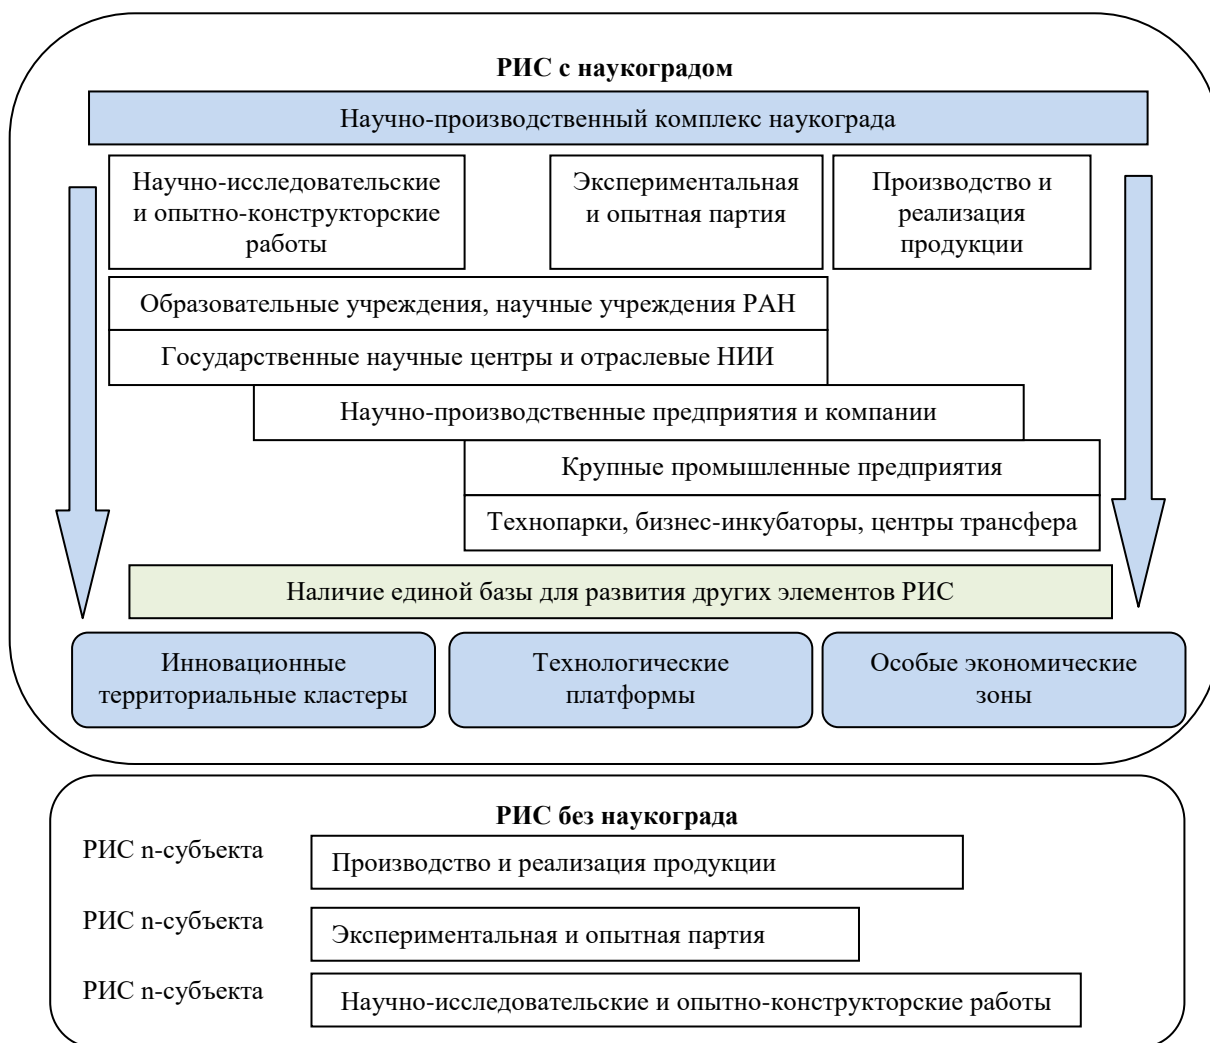 РИС с наукоградом
Научно-производственный комплекс наукограда
Научно-исследовательские
и опытно-конструкторские
работы
Экспериментальная
и опытная партия
Производство и
реализация
продукции
Образовательные учреждения, научные учреждения РАН
Государственные научные центры и отраслевые НИИ
Научно-производственные предприятия и компании
Крупные промышленные предприятия
Технопарки, бизнес-инкубаторы, центры трансфера
Наличие единой базы для развития других элементов РИС
Инновационные
территориальные кластеры
Технологические
платформы
Особые экономические
зоны
РИС без наукограда
РИС n-субъекта
Производство и реализация продукции
РИС n-субъекта
Экспериментальная и опытная партия
РИС n-субъекта
Научно-исследовательские и опытно-конструкторские работы